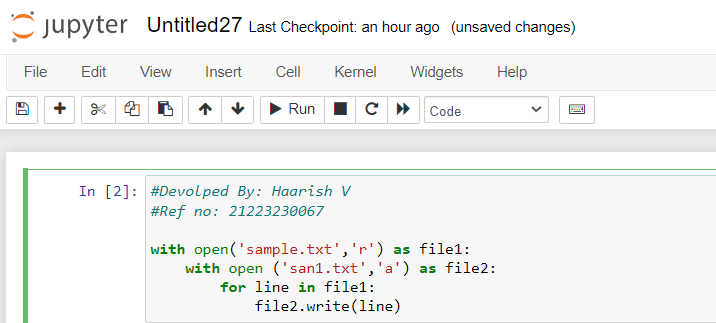 jupyter Untitled27 Last Checkpoint: an hour ago (unsaved changes)
File Edit View Insert Cell Kernel Widgets Help
Run Code
In [2]: #Devolped By: Haarish V
#Ref no: 21223230067
with open('sample.txt','r') as file1:
    with open ('san1.txt','a') as file2:
        for line in file1:
            file2.write(line)